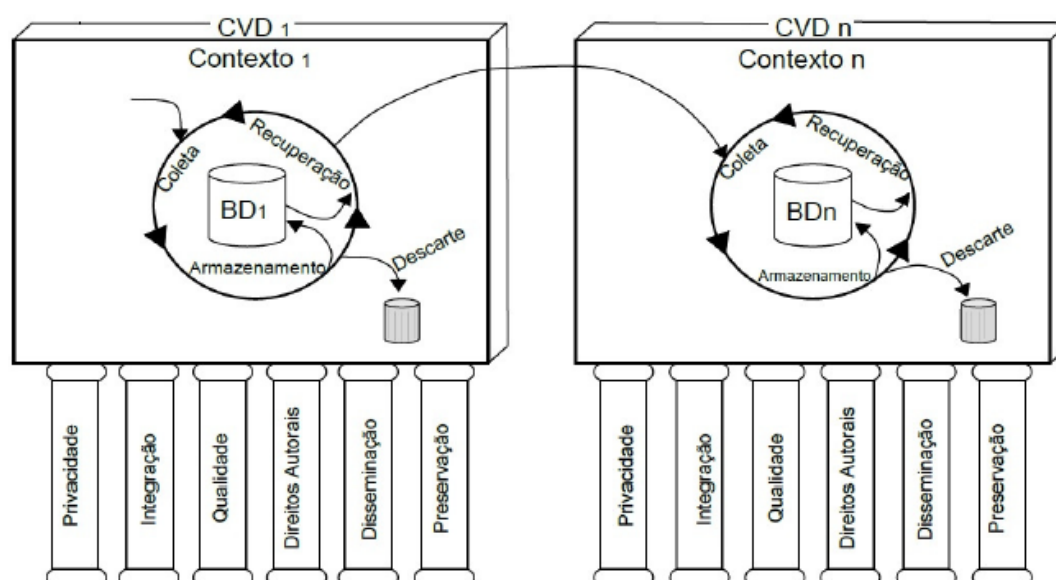 CVD 1
Contexto 1
Coleta
Recuperação
BD1
Armazenamento
Descarte
Privacidade
Integração
Qualidade
Direitos Autorais
Disseminação
Preservação
CVD n
Contexto n
Coleta
Recuperação
BDn
Armazenamento
Descarte
Privacidade
Integração
Qualidade
Direitos Autorais
Disseminação
Preservação